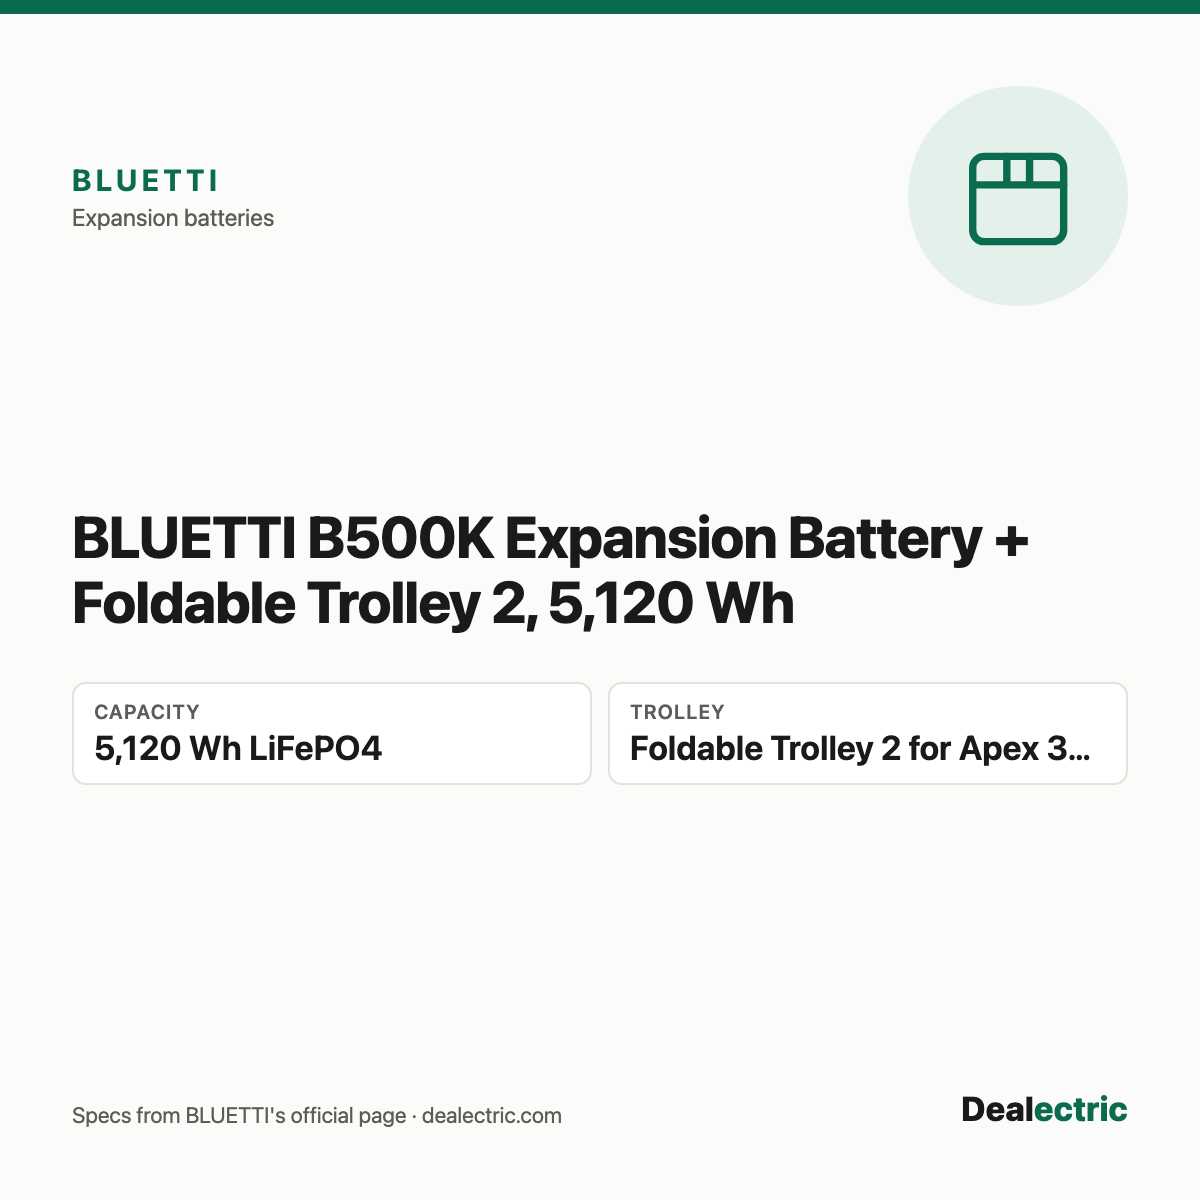 BLUETTI
Expansion batteries
BLUETTI B500K Expansion Battery +
Foldable Trolley 2, 5,120 Wh
CAPACITY
5,120 Wh LiFePO4
TROLLEY
Foldable Trolley 2 for Apex 3...
Specs from BLUETTI's official page · dealectric.com
Dealectric